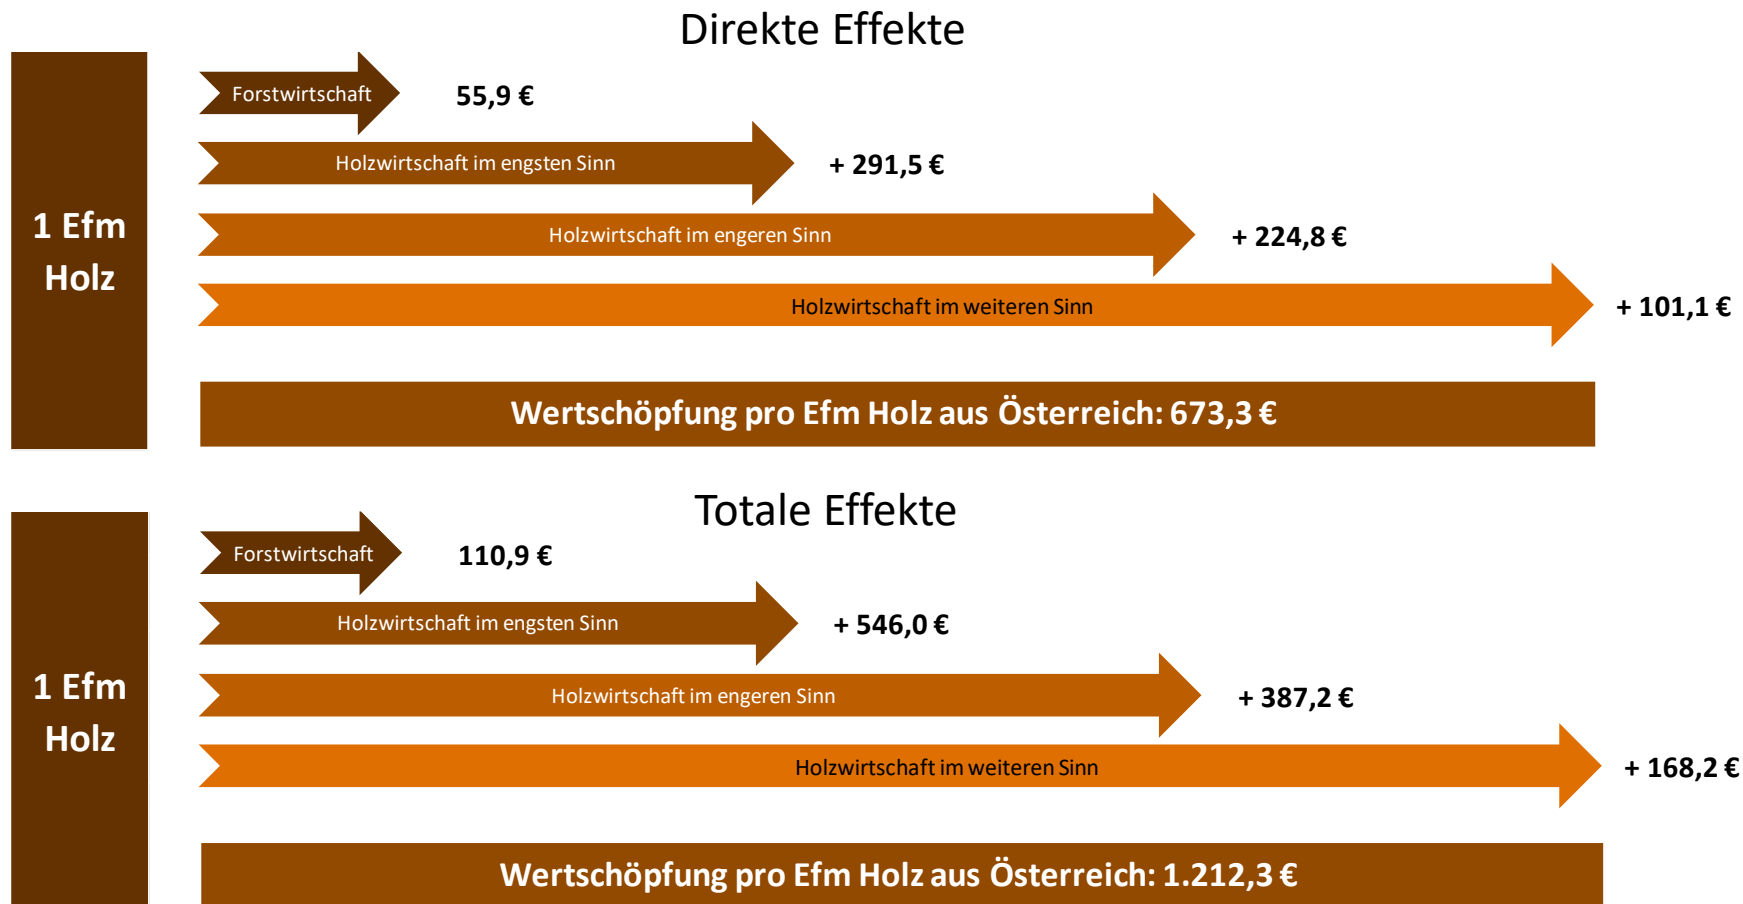 Direkte Effekte
1 Efm
Holz
Forstwirtschaft
55,9 €
Holzwirtschaft im engsten Sinn
+ 291,5 €
Holzwirtschaft im engeren Sinn
+ 224,8 €
Holzwirtschaft im weiteren Sinn
+ 101,1 €
Wertschöpfung pro Efm Holz aus Österreich: 673,3 €
Totale Effekte
1 Efm
Holz
Forstwirtschaft
110,9 €
Holzwirtschaft im engsten Sinn
+ 546,0 €
Holzwirtschaft im engeren Sinn
+ 387,2 €
Holzwirtschaft im weiteren Sinn
+ 168,2 €
Wertschöpfung pro Efm Holz aus Österreich: 1.212,3 €